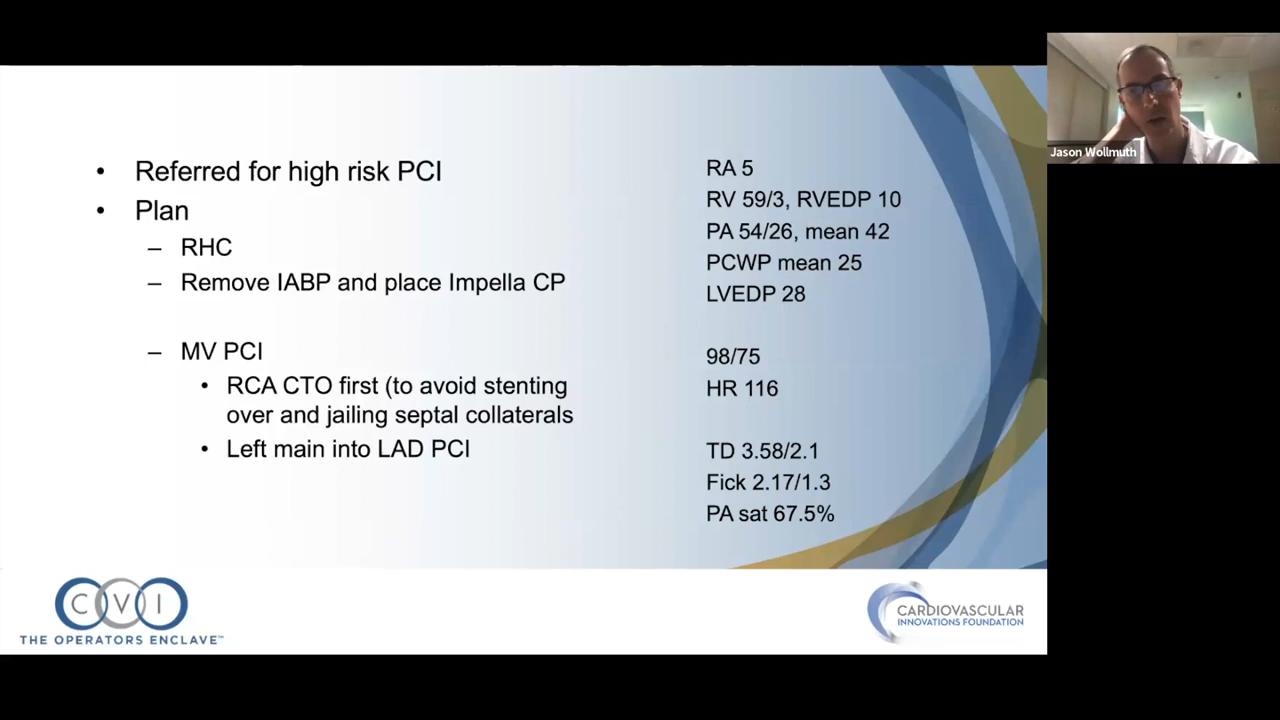 Jason Wollmuth
• Referred for high risk PCI
• Plan
– RHC
– Remove IABP and place Impella CP
– MV PCI
• RCA CTO first (to avoid stenting
over and jailing septal collaterals
• Left main into LAD PCI
RA 5
RV 59/3, RVEDP 10
PA 54/26, mean 42
PCWP mean 25
LVEDP 28
98/75
HR 116
TD 3.58/2.1
Fick 2.17/1.3
PA sat 67.5%
CVI
THE OPERATORS ENCLAVE™
CARDIOVASCULAR
INNOVATIONS FOUNDATION